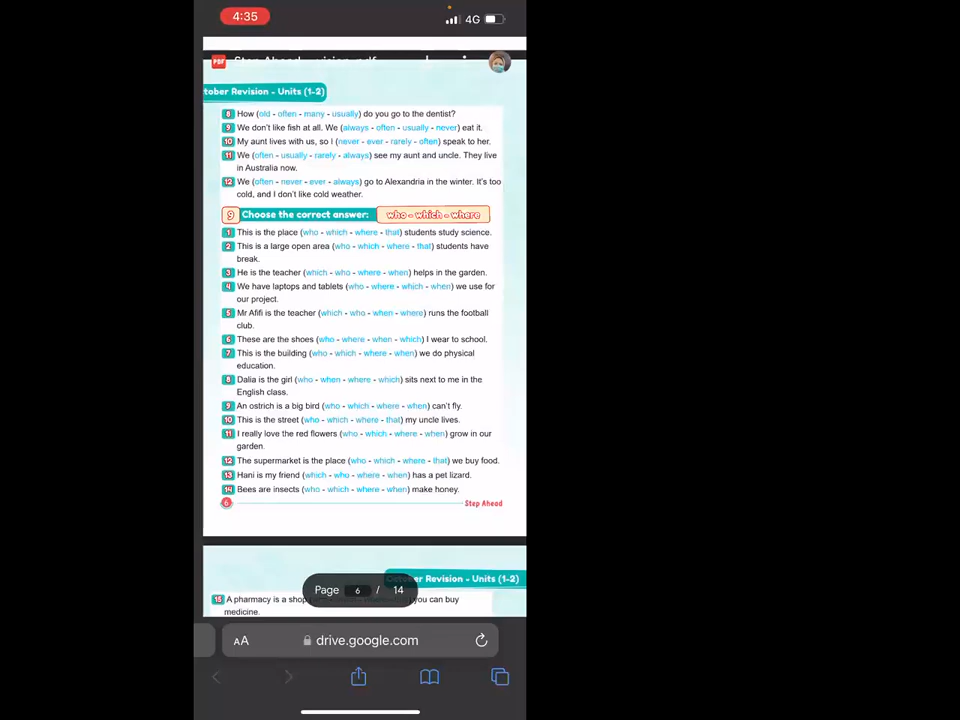 4:35
4G
PDF
October Revision - Units (1-2)
8 How (old - often - many - usually) do you go to the dentist?
9 We don't like fish at all. We (always - often - usually - never) eat it.
10 My aunt lives with us, so I (never - ever - rarely - often) speak to her.
11 We (often - usually - rarely - always) see my aunt and uncle. They live
in Australia now.
12 We (often - never - ever - always) go to Alexandria in the winter. It's too
cold, and I don't like cold weather.
9 Choose the correct answer: who - which - where
1 This is the place (who - which - where - that) students study science.
2 This is a large open area (who - which - where - that) students have
break.
3 He is the teacher (which - who - where - when) helps in the garden.
4 We have laptops and tablets (who - where - which - when) we use for
our project.
5 Mr Afifi is the teacher (which - who - when - where) runs the football
club.
6 These are the shoes (who - where - when - which) I wear to school.
7 This is the building (who - which - where - when) we do physical
education.
8 Dalia is the girl (who - when - where - which) sits next to me in the
English class.
9 An ostrich is a big bird (who - which - where - when) can't fly.
10 This is the street (who - which - where - that) my uncle lives.
11 I really love the red flowers (who - which - where - when) grow in our
garden.
12 The supermarket is the place (who - which - where - that) we buy food.
13 Hani is my friend (which - who - where - when) has a pet lizard.
14 Bees are insects (who - which - where - when) make honey.
6 Step Ahead
October Revision - Units (1-2)
Page 6 / 14
15 A pharmacy is a shop you can buy
medicine.
AA drive.google.com